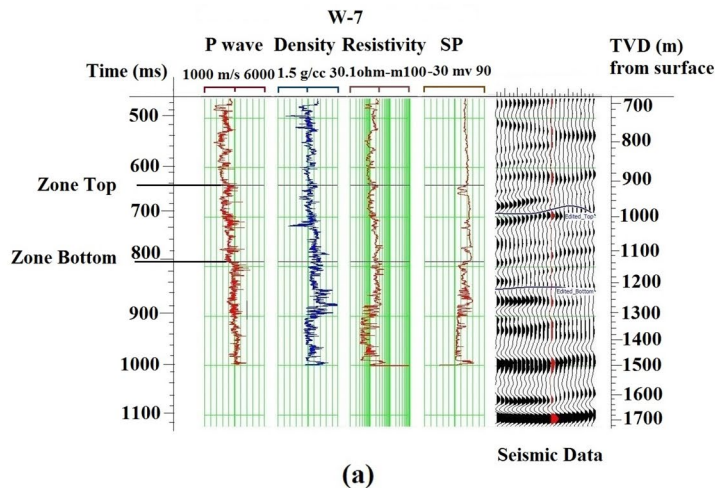 W-7
P wave Density Resistivity SP
Time (ms)
1000 m/s 6000 1.5 g/cc 3 0.1ohm-m100 -30 mv 90
TVD (m)
from surface
500
600
Zone Top
700
Zone Bottom
800
900
1000
1100
700
800
900
1000
1100
1200
1300
1400
1500
1600
1700
Edited_Top
Edited_Bottom
Seismic Data
(a)